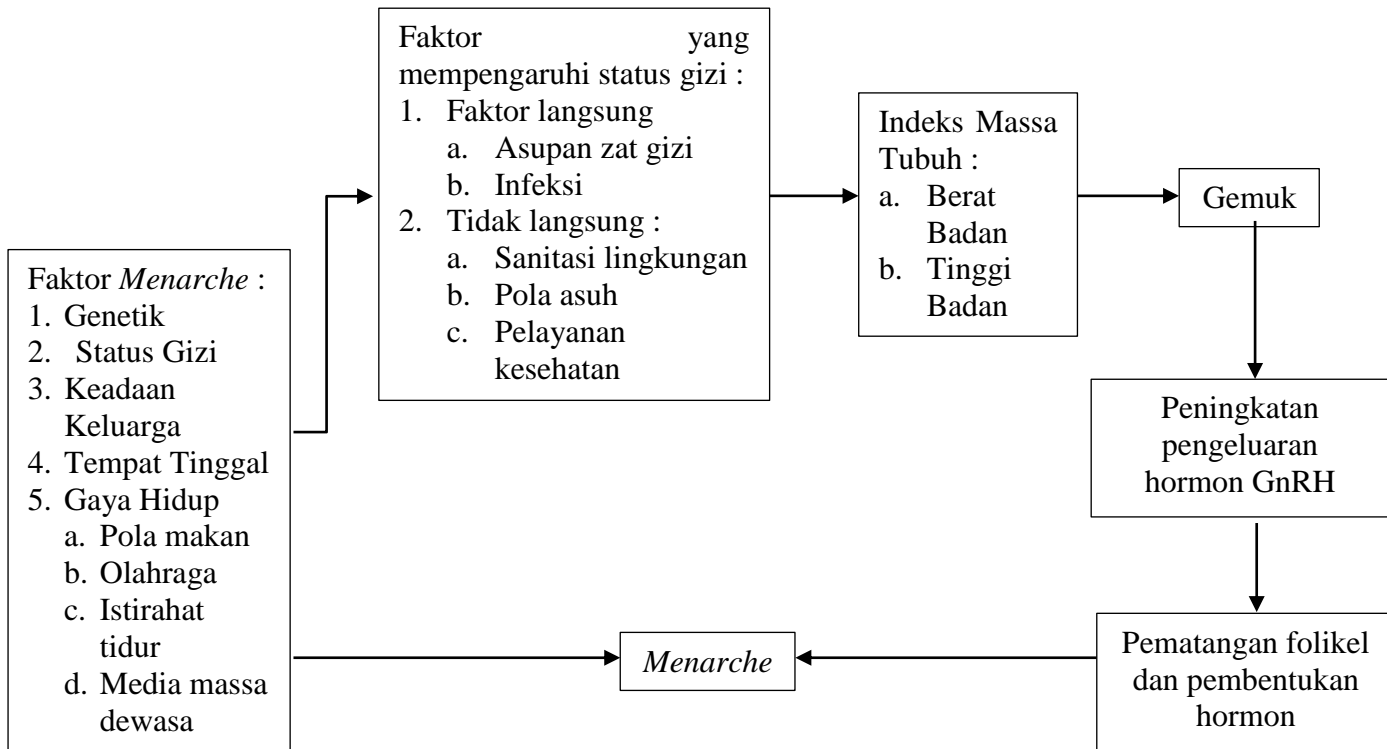 Faktor yang
mempengaruhi status gizi :
1. Faktor langsung
a. Asupan zat gizi
b. Infeksi
2. Tidak langsung :
a. Sanitasi lingkungan
b. Pola asuh
c. Pelayanan
kesehatan
Indeks Massa
Tubuh :
a. Berat
Badan
b. Tinggi
Badan
Gemuk
Faktor Menarche :
1. Genetik
2. Status Gizi
3. Keadaan
Keluarga
4. Tempat Tinggal
5. Gaya Hidup
a. Pola makan
b. Olahraga
c. Istirahat
tidur
d. Media massa
dewasa
Peningkatan
pengeluaran
hormon GnRH
Menarche
Pematangan folikel
dan pembentukan
hormon